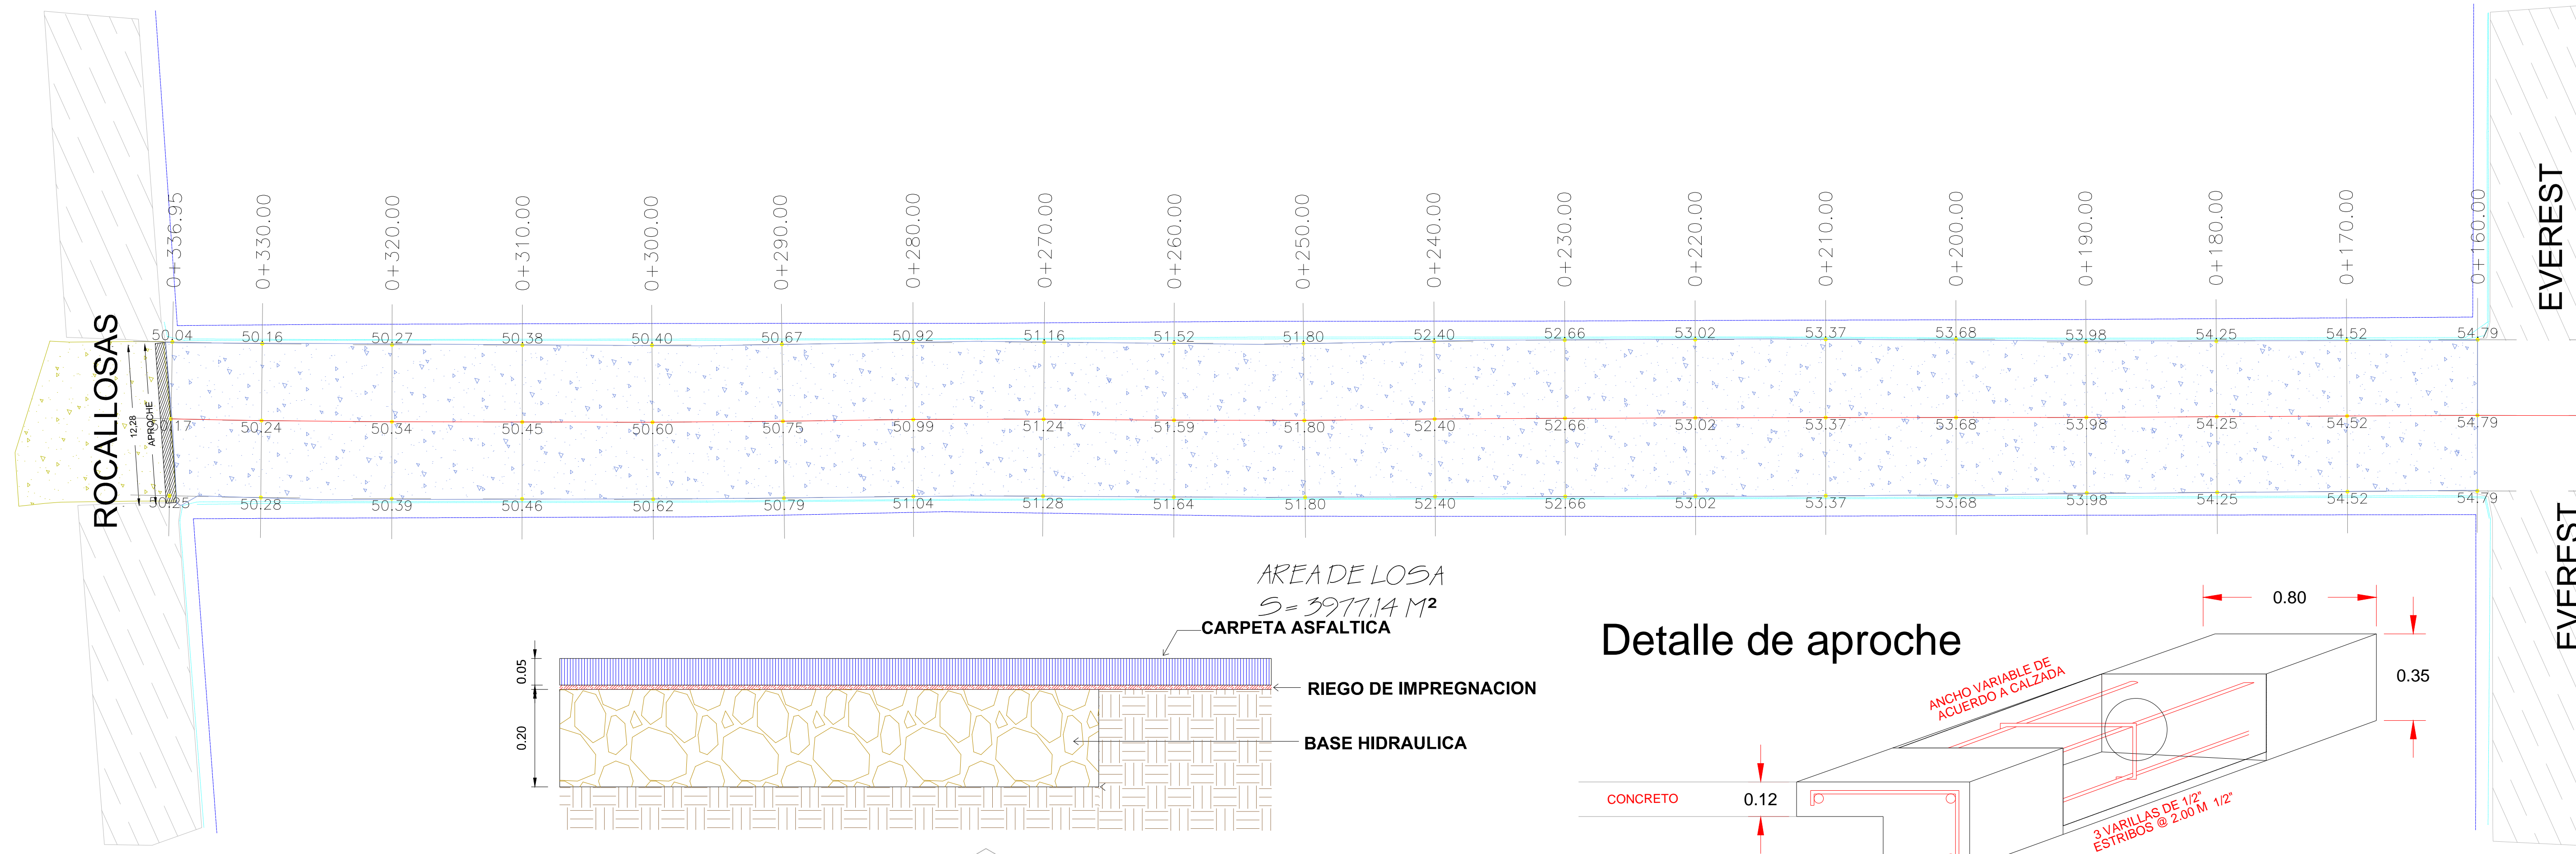 0+336.95
0+330.00
0+320.00
0+310.00
0+300.00
0+290.00
0+280.00
0+270.00
0+260.00
0+250.00
0+240.00
0+230.00
0+220.00
0+210.00
0+200.00
0+190.00
0+180.00
0+170.00
0+160.00
EVEREST
ROCALLOSAS
50.04 50.16 50.27 50.38 50.40 50.67 50.92 51.16 51.52 51.80 52.40 52.66 53.02 53.37 53.68 53.98 54.25 54.52 54.79
12,28
APROCHE
50.17 50.24 50.34 50.45 50.60 50.75 50.99 51.24 51.59 51.80 52.40 52.66 53.02 53.37 53.68 53.98 54.25 54.52 54.79
50.25 50.28 50.39 50.46 50.62 50.79 51.04 51.28 51.64 51.80 52.40 52.66 53.02 53.37 53.68 53.98 54.25 54.52 54.79
EVEREST
AREA DE LOSA
S= 3977.14 M²
CARPETA ASFALTICA
0.05
RIEGO DE IMPREGNACION
0.20
BASE HIDRAULICA
Detalle de aproche
0.80
0.35
ANCHO VARIABLE DE
ACUERDO A CALZADA
CONCRETO
0.12
3 VARILLAS DE 1/2"
ESTRIBOS @ 2.00 M 1/2"